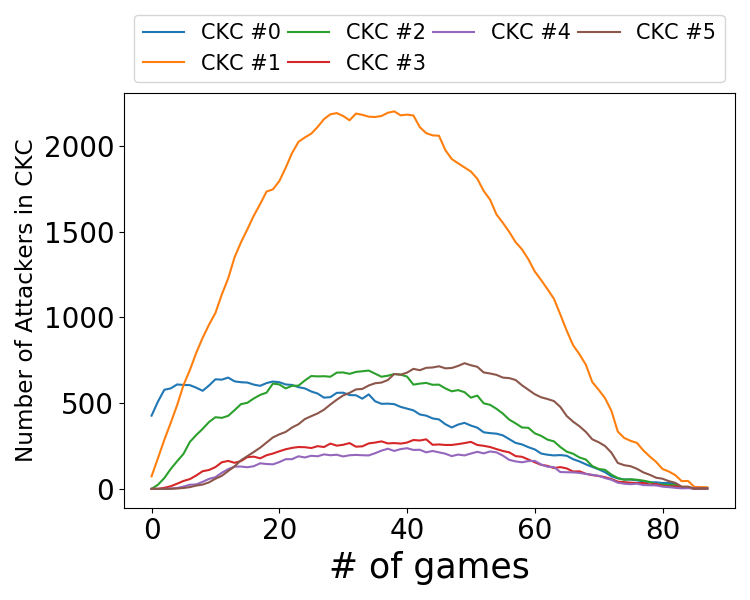 CKC #0 CKC #2 CKC #4 CKC #5
CKC #1 CKC #3
Number of Attackers in CKC
2000
1500
1000
500
0
0 20 40 60 80
# of games